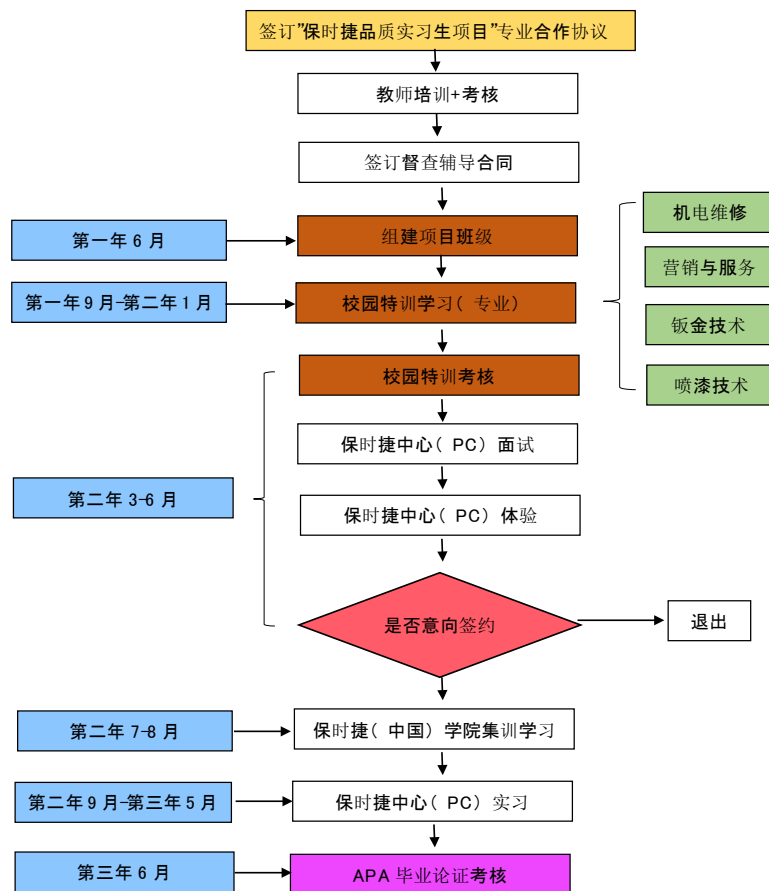 签订”保时捷品质实习生项目”专业合作协议
教师培训+考核
签订督查辅导合同
机电维修
第一年 6 月
组建项目班级
营销与服务
第一年 9 月-第二年 1 月
校园特训学习( 专业)
钣金技术
校园特训考核
喷漆技术
保时捷中心( PC) 面试
第二年 3-6 月
保时捷中心( PC) 体验
是否意向签约
退出
第二年 7-8 月
保时捷( 中国) 学院集训学习
第二年 9 月-第三年 5 月
保时捷中心( PC) 实习
第三年 6 月
APA 毕业论证考核